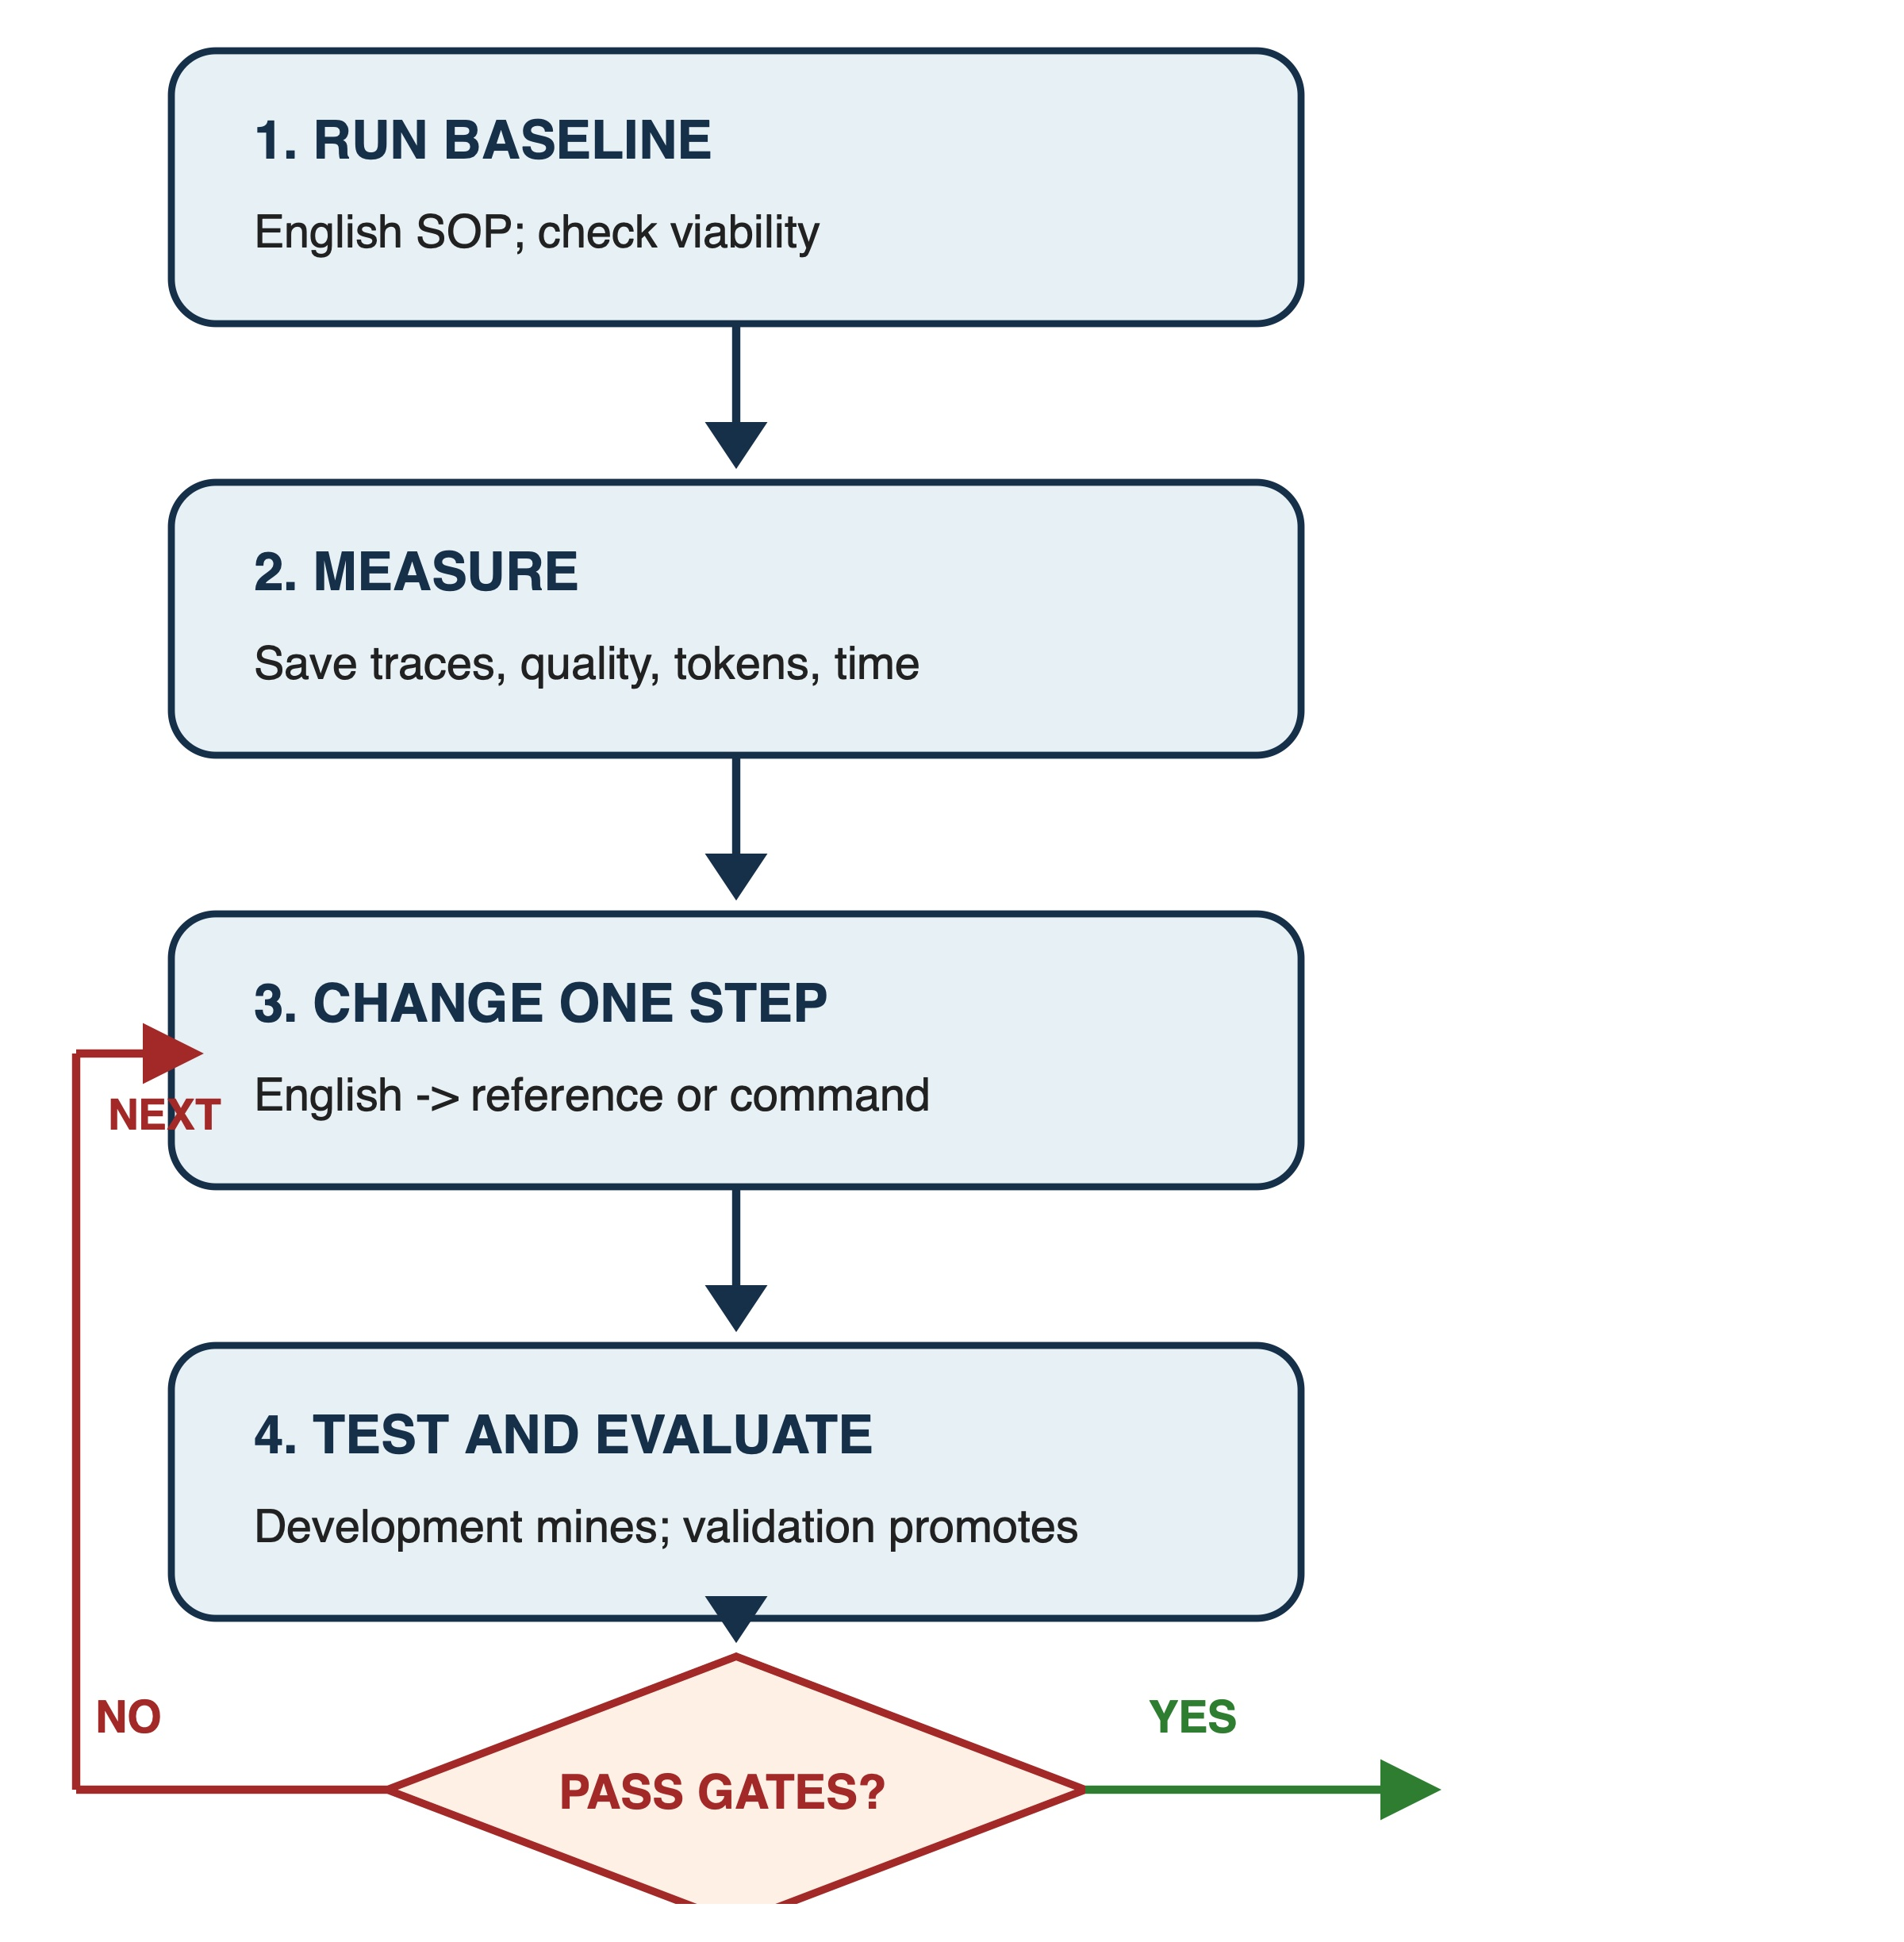 1. RUN BASELINE
English SOP; check viability
2. MEASURE
Save traces, quality, tokens, time
3. CHANGE ONE STEP
English -> reference or command
NEXT
4. TEST AND EVALUATE
Development mines; validation promotes
NO
YES
PASS GATES?